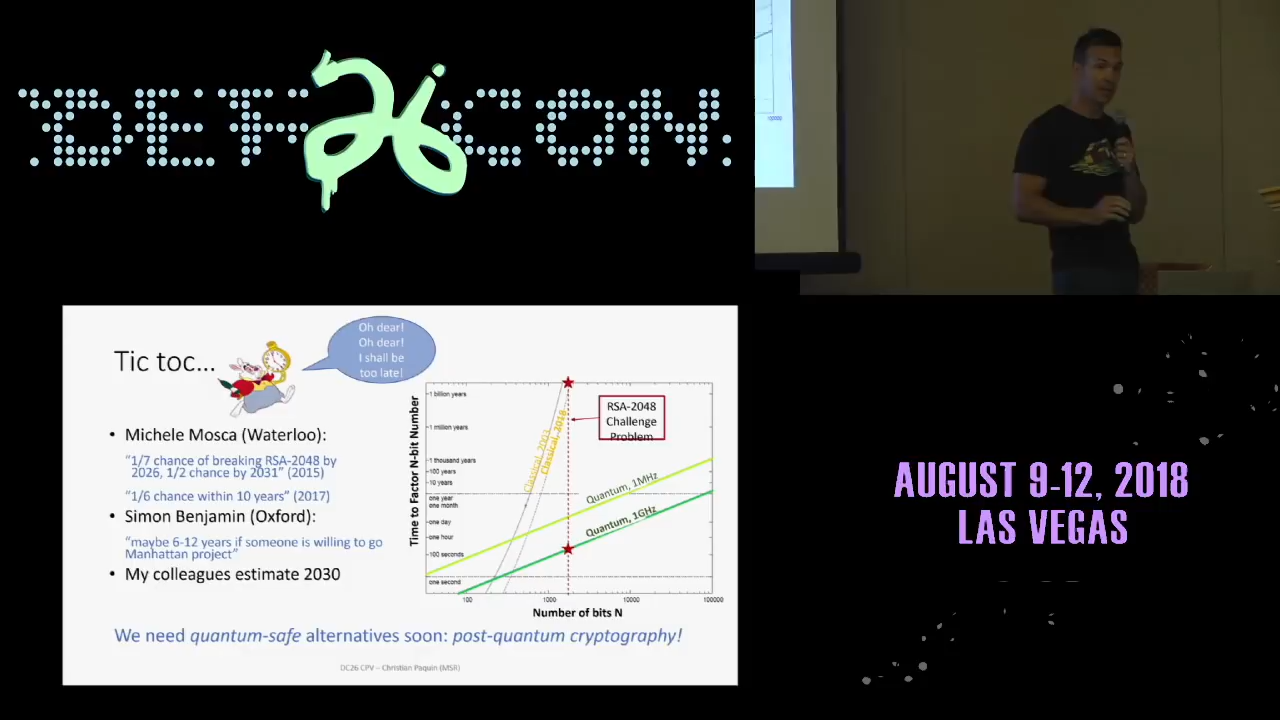 DEF 26 CON
Oh dear!
Oh dear!
I shall be
too late!
Tic toc...
• Michele Mosca (Waterloo):
"1/7 chance of breaking RSA-2048 by
2026, 1/2 chance by 2031" (2015)
"1/6 chance within 10 years" (2017)
• Simon Benjamin (Oxford):
"maybe 6-12 years if someone is willing to go
Manhattan project"
• My colleagues estimate 2030
Time to Factor N-bit Number
1 billion years
1 million years
1 thousand years
100 years
10 years
one year
one month
one day
one hour
100 seconds
one second
Classical, 2003
Classical, 2018
RSA-2048
Challenge
Problem
Quantum, 1MHz
Quantum, 1GHz
100
1000
10000
100000
Number of bits N
We need quantum-safe alternatives soon: post-quantum cryptography!
DC26 CPV – Christian Paquin (MSR)
AUGUST 9-12, 2018
LAS VEGAS